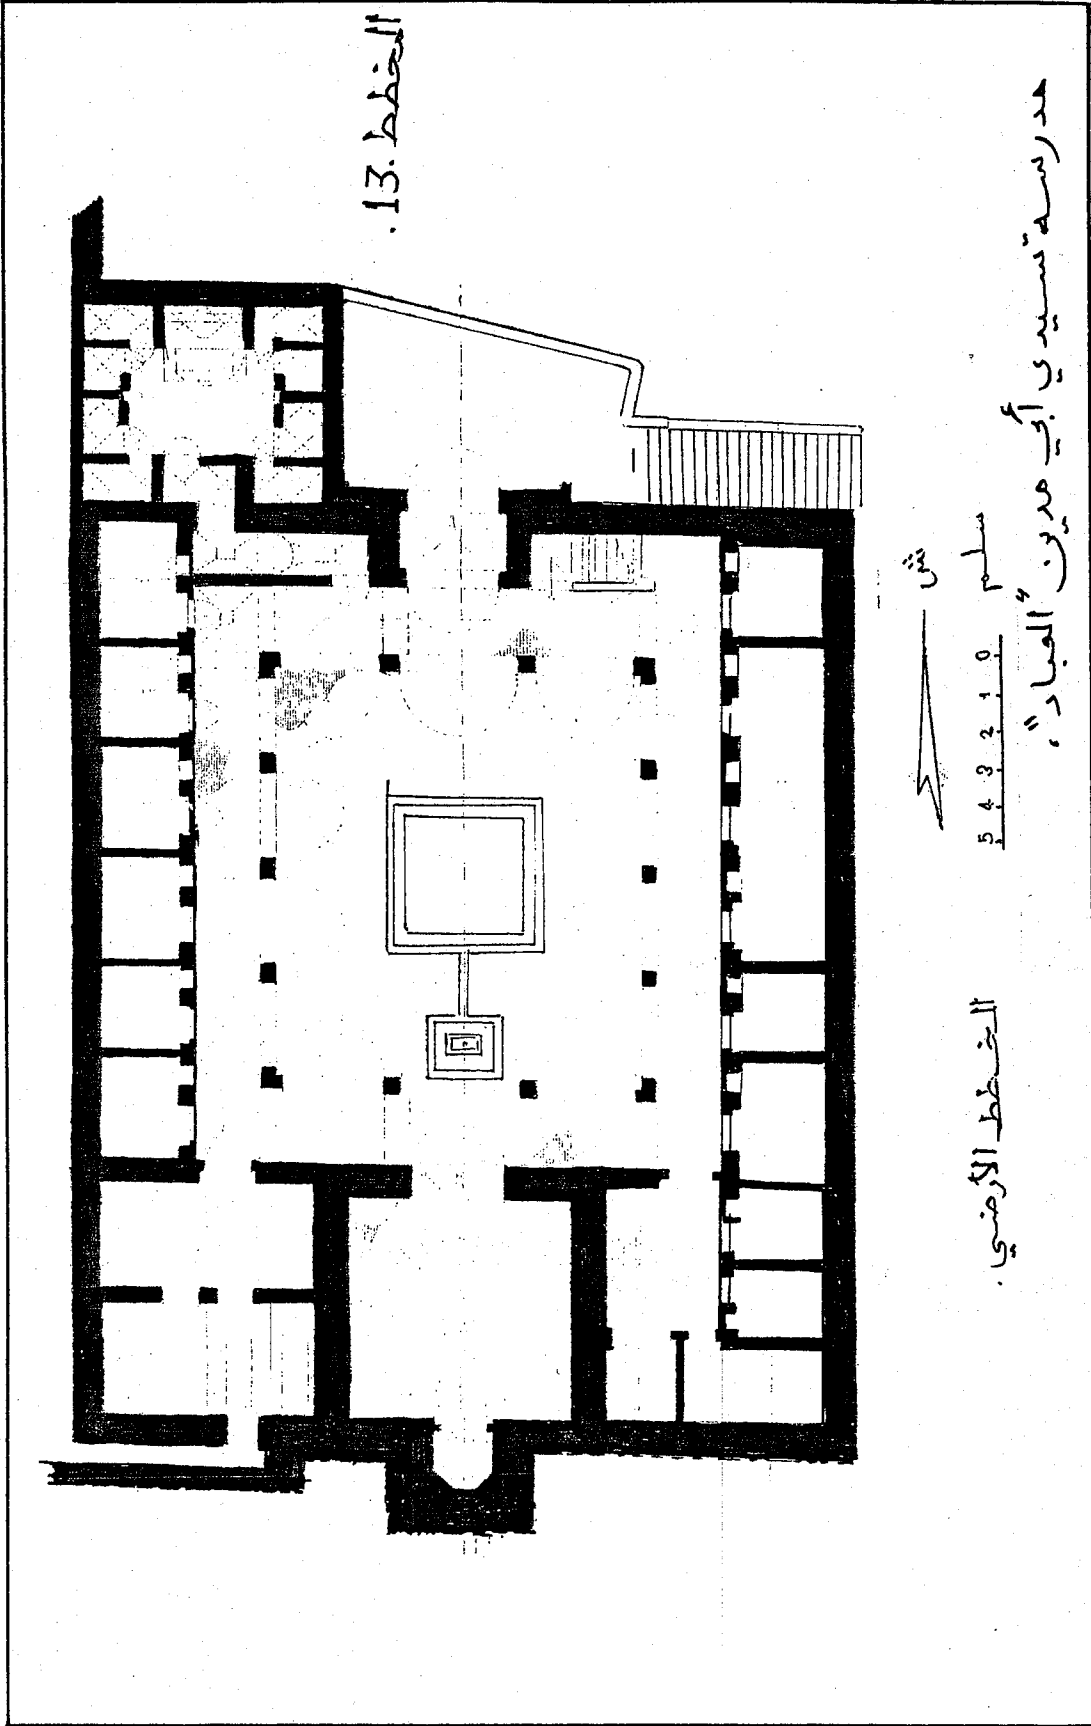 المخطط .13.
مدرسة سيدي أبي مدين "العباد".
المخطط الأرضي.
سلم
0 1 2 3 4 5
ش